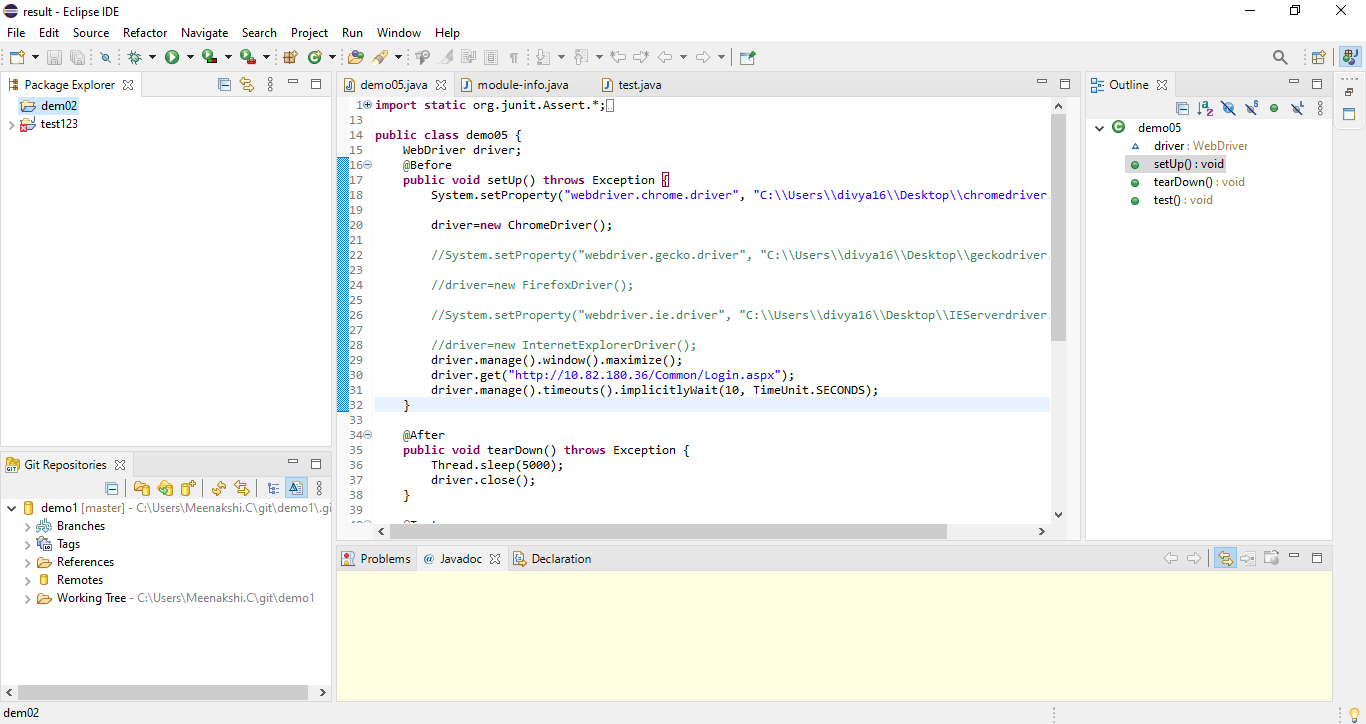 result - Eclipse IDE
File Edit Source Refactor Navigate Search Project Run Window Help
Package Explorer
dem02
test123
Git Repositories
demo1 [master] - C:\Users\Meenakshi.C\git\demo1\.gi
Branches
Tags
References
Remotes
Working Tree - C:\Users\Meenakshi.C\git\demo1
demo05.java module-info.java test.java
1 import static org.junit.Assert.*;
13
14 public class demo05 {
15 WebDriver driver;
16 @Before
17 public void setUp() throws Exception {
18 System.setProperty("webdriver.chrome.driver", "C:\\Users\\divya16\\Desktop\\chromedriver.
19
20 driver=new ChromeDriver();
21
22 //System.setProperty("webdriver.gecko.driver", "C:\\Users\\divya16\\Desktop\\geckodriver.
23
24 //driver=new FirefoxDriver();
25
26 //System.setProperty("webdriver.ie.driver", "C:\\Users\\divya16\\Desktop\\IEServerdriver.
27
28 //driver=new InternetExplorerDriver();
29 driver.manage().window().maximize();
30 driver.get("http://10.82.180.36/Common/Login.aspx");
31 driver.manage().timeouts().implicitlyWait(10, TimeUnit.SECONDS);
32 }
33
34 @After
35 public void tearDown() throws Exception {
36 Thread.sleep(5000);
37 driver.close();
38 }
39
Problems @ Javadoc Declaration
Outline
demo05
driver : WebDriver
setUp() : void
tearDown() : void
test() : void
dem02